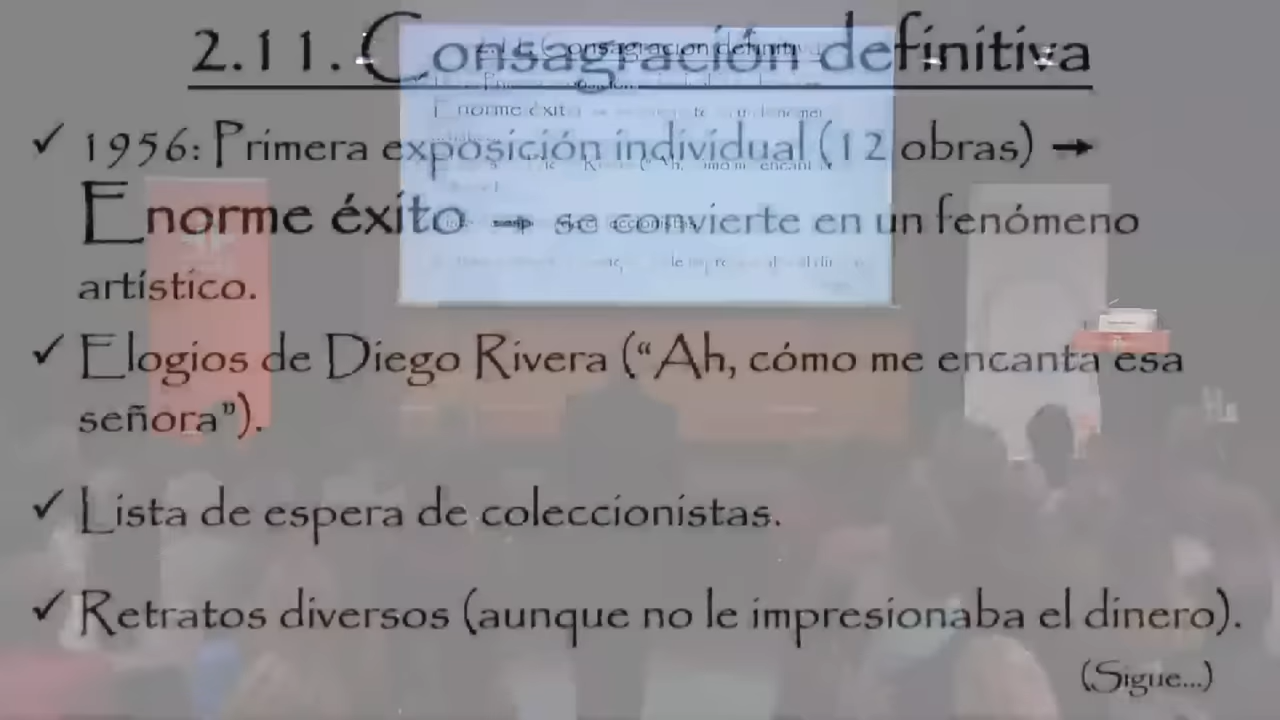 2.11. Consagración definitiva
✓ 1956: Primera exposición individual (12 obras) →
Enorme éxito → se convierte en un fenómeno
artístico.
✓ Elogios de Diego Rivera (“Ah, cómo me encanta esa
señora”).
✓ Lista de espera de coleccionistas.
✓ Retratos diversos (aunque no le impresionaba el dinero).
(Sigue...)